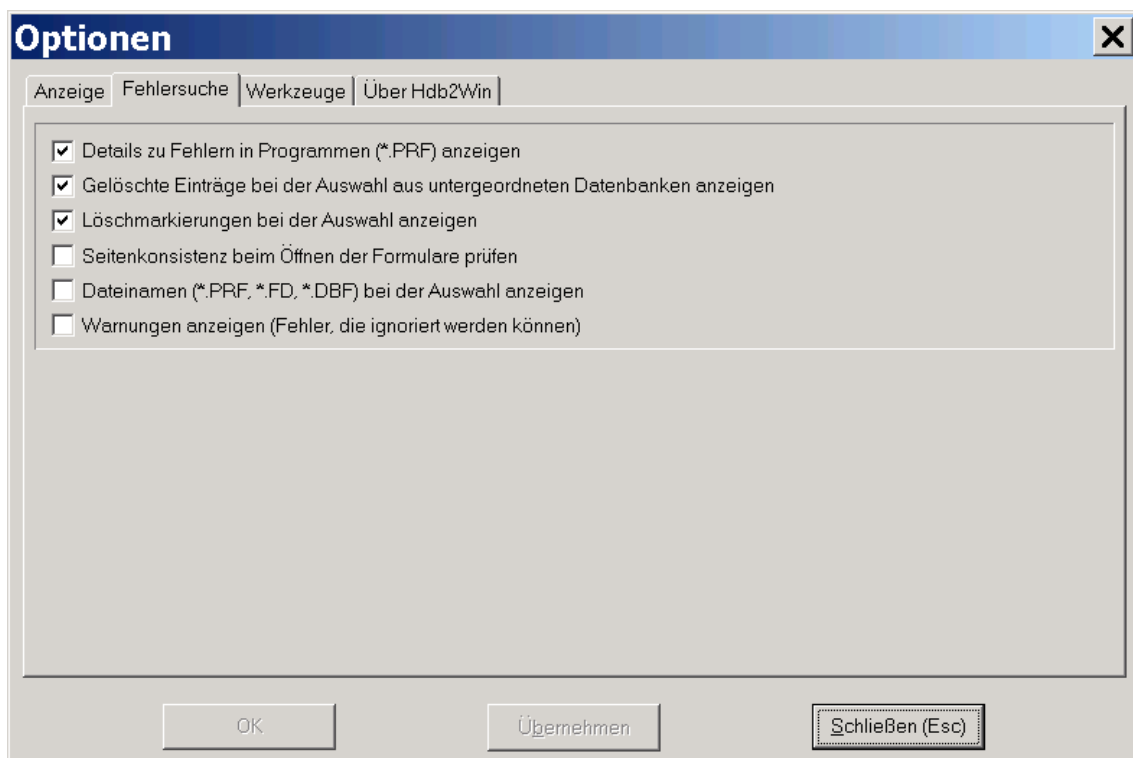 Optionen
Anzeige Fehlersuche Werkzeuge Über Hdb2Win
Details zu Fehlern in Programmen (*.PRF) anzeigen
Gelöschte Einträge bei der Auswahl aus untergeordneten Datenbanken anzeigen
Löschmarkierungen bei der Auswahl anzeigen
Seitenkonsistenz beim Öffnen der Formulare prüfen
Dateinamen (*.PRF, *.FD, *.DBF) bei der Auswahl anzeigen
Warnungen anzeigen (Fehler, die ignoriert werden können)
OK Übernehmen Schließen (Esc)